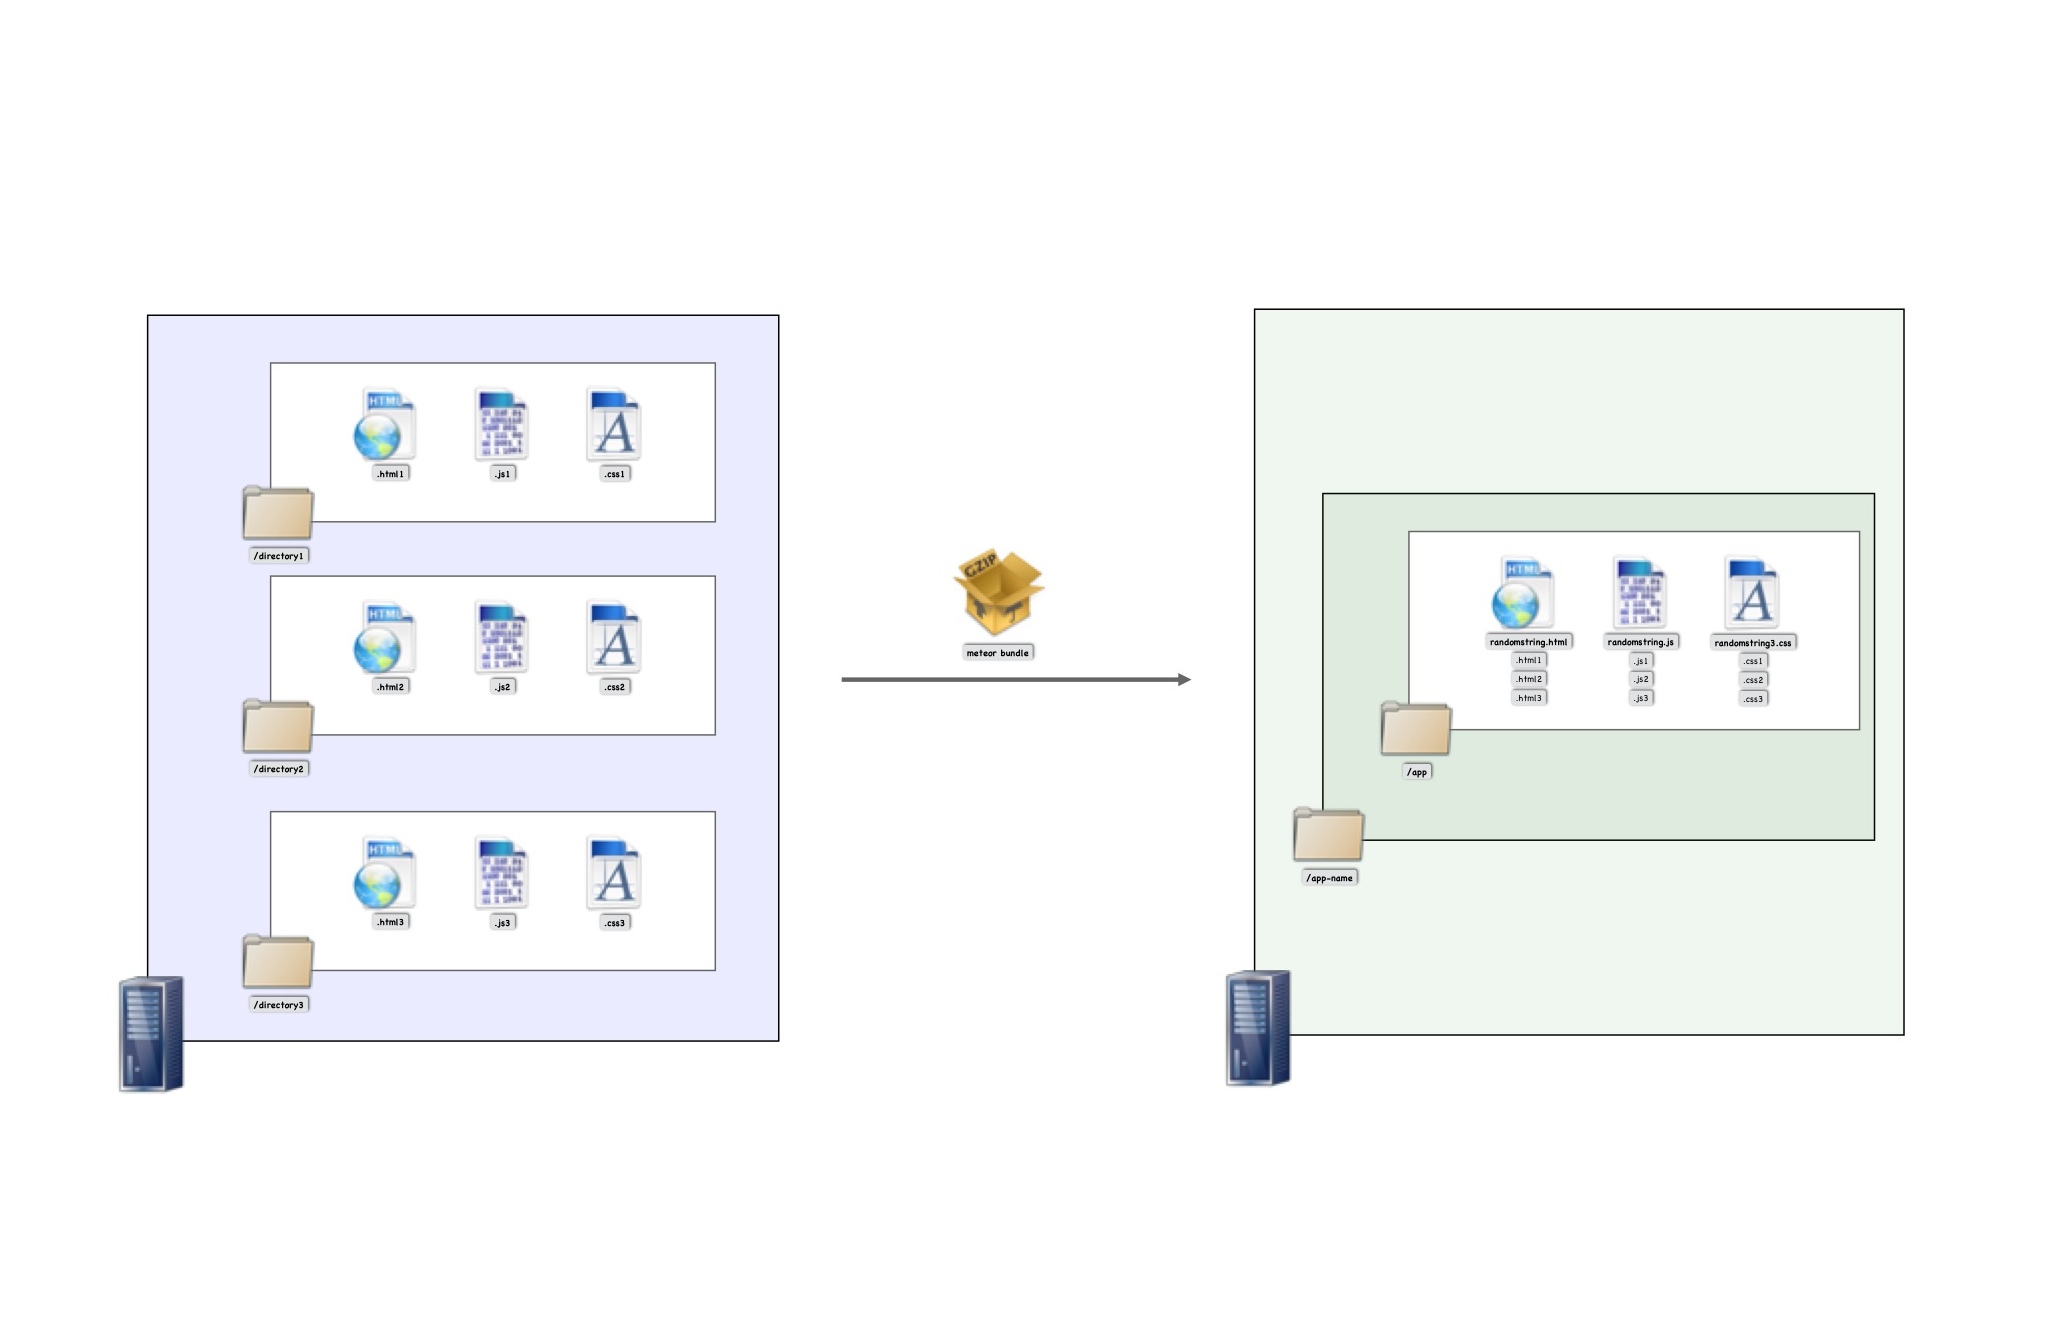 HTML
.html1
.js1
.css1
/directory1
HTML
.html2
.js2
.css2
/directory2
HTML
.html3
.js3
.css3
/directory3
GZIP
meteor bundle
HTML
randomstring.html
randomstring.js
randomstring3.css
.html1
.js1
.css1
.html2
.js2
.css2
.html3
.js3
.css3
/app
/app-name